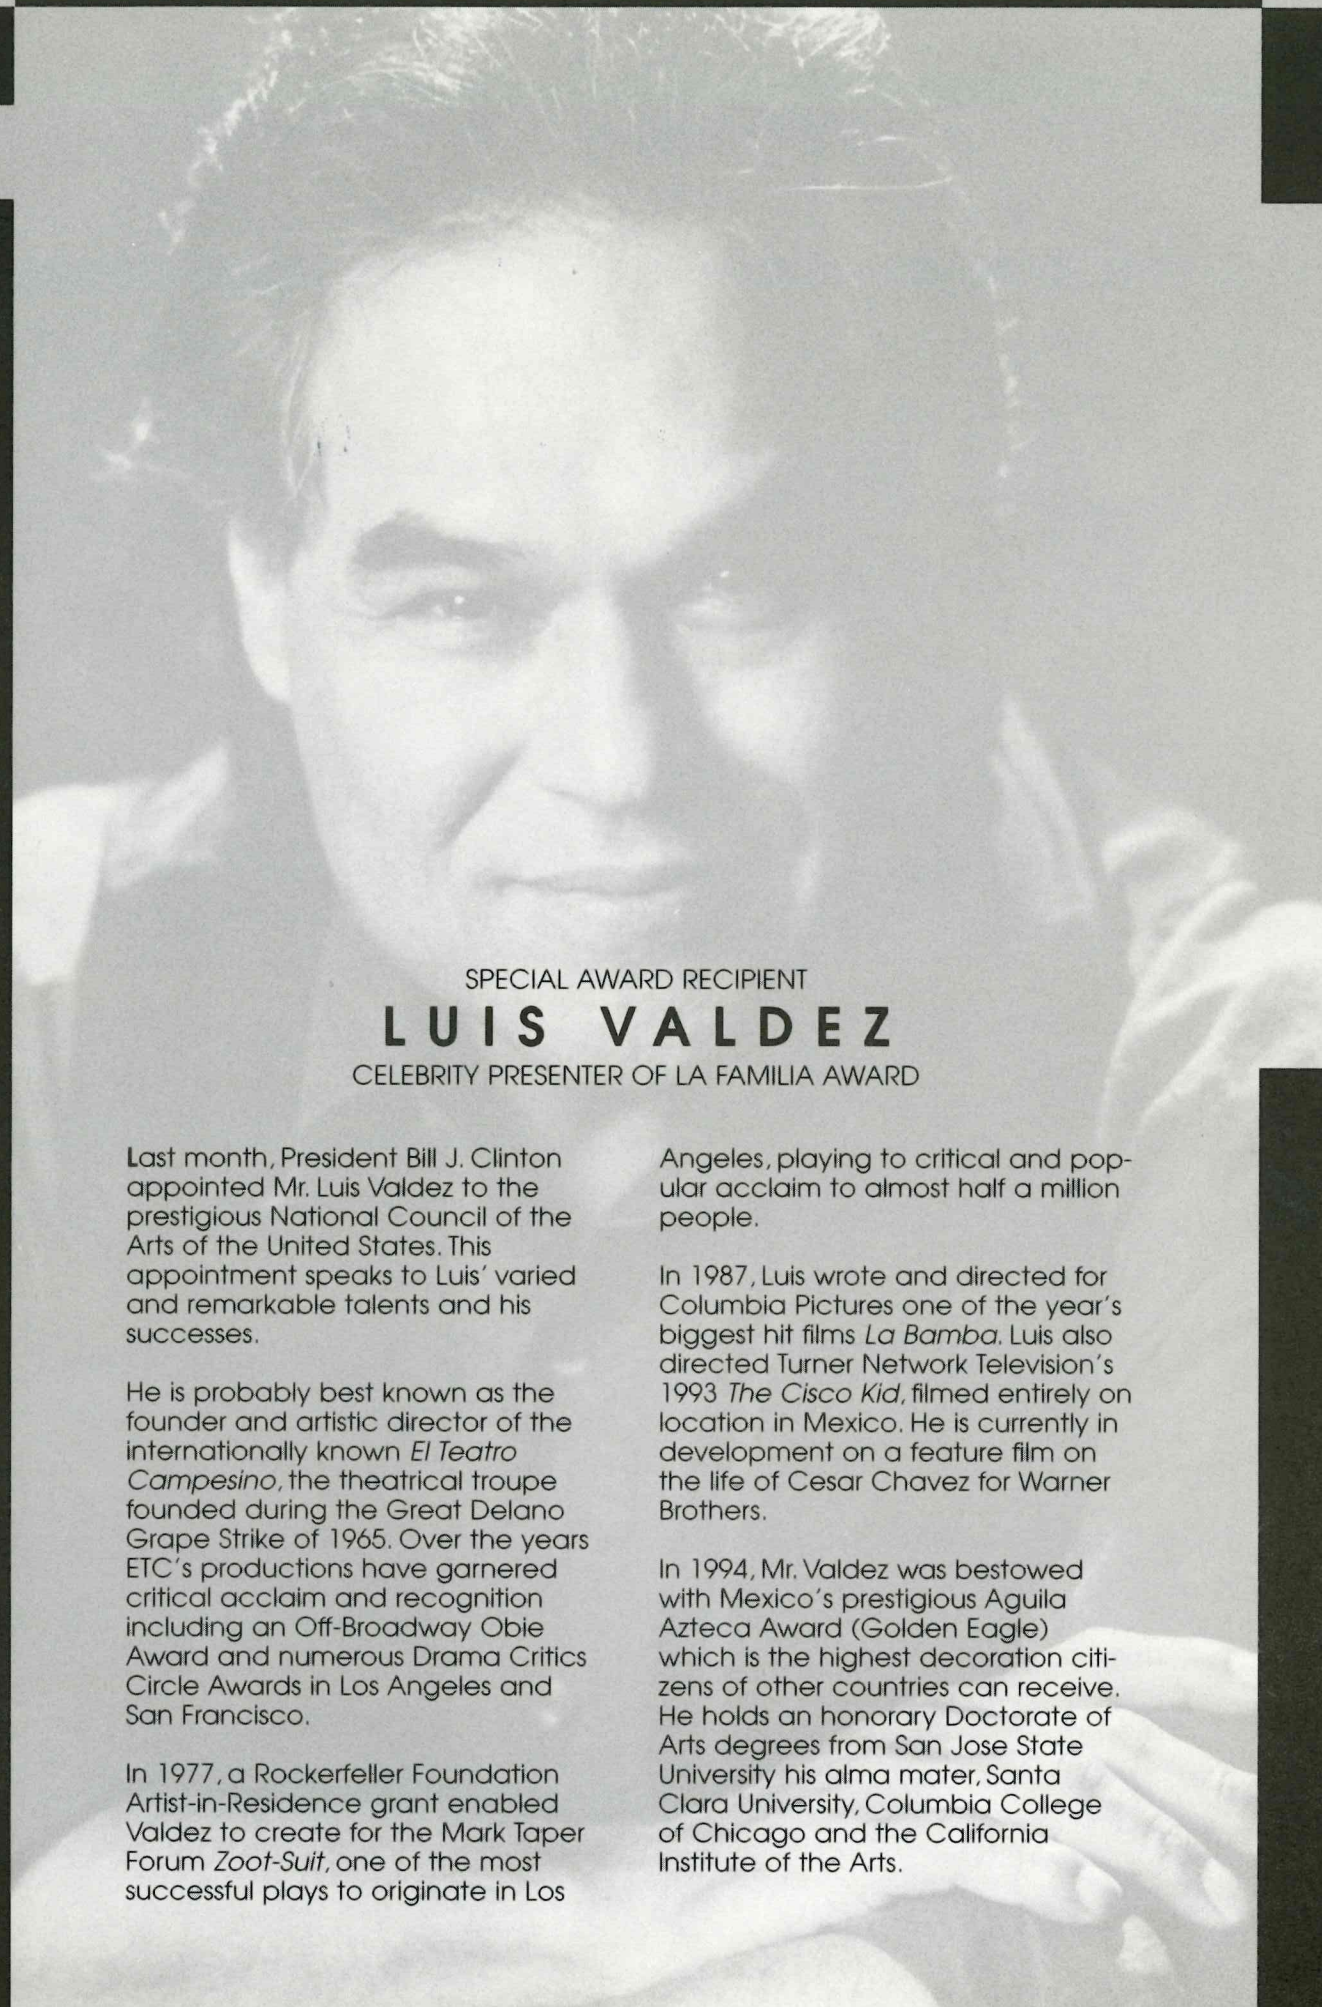 SPECIAL AWARD RECIPIENT
LUIS VALDEZ
CELEBRITY PRESENTER OF LA FAMILIA AWARD
Last month, President Bill J. Clinton
appointed Mr. Luis Valdez to the
prestigious National Council of the
Arts of the United States. This
appointment speaks to Luis' varied
and remarkable talents and his
successes.
He is probably best known as the
founder and artistic director of the
internationally known El Teatro
Campesino, the theatrical troupe
founded during the Great Delano
Grape Strike of 1965. Over the years
ETC's productions have garnered
critical acclaim and recognition
including an Off-Broadway Obie
Award and numerous Drama Critics
Circle Awards in Los Angeles and
San Francisco.
In 1977, a Rockerfeller Foundation
Artist-in-Residence grant enabled
Valdez to create for the Mark Taper
Forum Zoot-Suit, one of the most
successful plays to originate in Los
Angeles, playing to critical and pop-
ular acclaim to almost half a million
people.
In 1987, Luis wrote and directed for
Columbia Pictures one of the year's
biggest hit films La Bamba. Luis also
directed Turner Network Television's
1993 The Cisco Kid, filmed entirely on
location in Mexico. He is currently in
development on a feature film on
the life of Cesar Chavez for Warner
Brothers.
In 1994, Mr. Valdez was bestowed
with Mexico's prestigious Aguila
Azteca Award (Golden Eagle)
which is the highest decoration citi-
zens of other countries can receive.
He holds an honorary Doctorate of
Arts degrees from San Jose State
University his alma mater, Santa
Clara University, Columbia College
of Chicago and the California
Institute of the Arts.